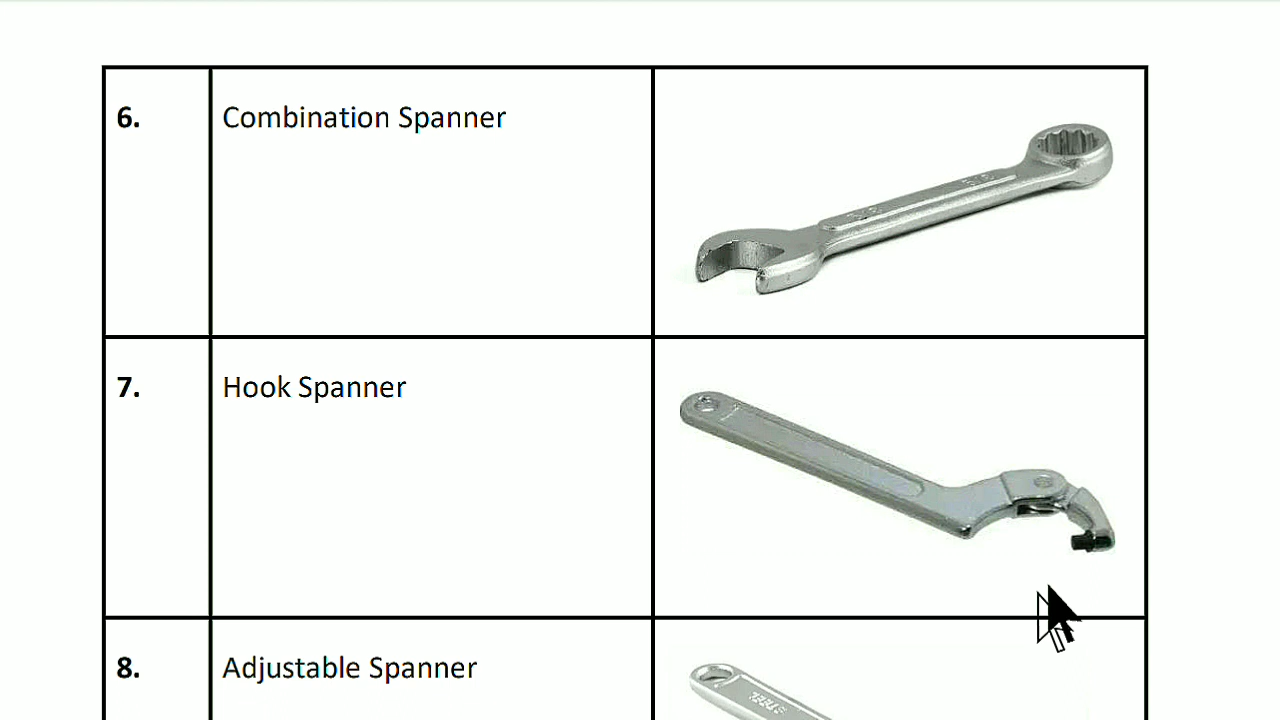 6. Combination Spanner
7. Hook Spanner
8. Adjustable Spanner